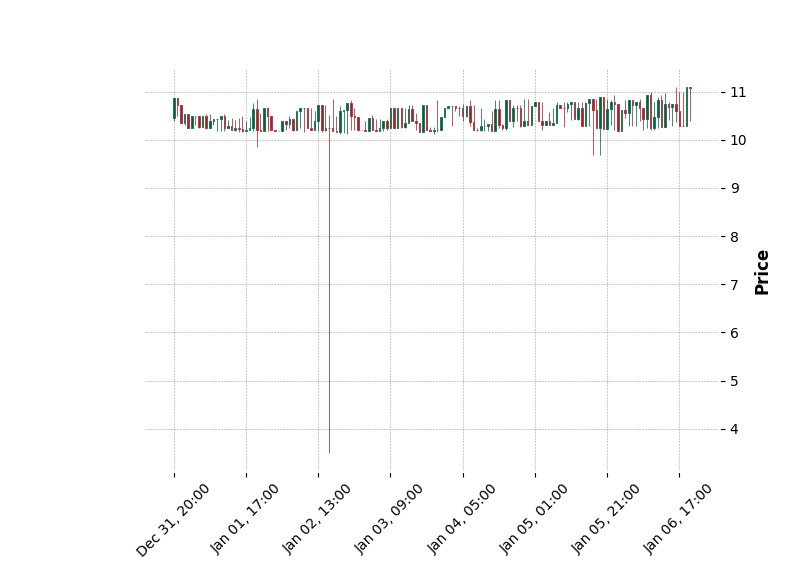 11
10
9
8
7
6
5
4
Price
Dec 31, 20:00
Jan 01, 17:00
Jan 02, 13:00
Jan 03, 09:00
Jan 04, 05:00
Jan 05, 01:00
Jan 05, 21:00
Jan 06, 17:00